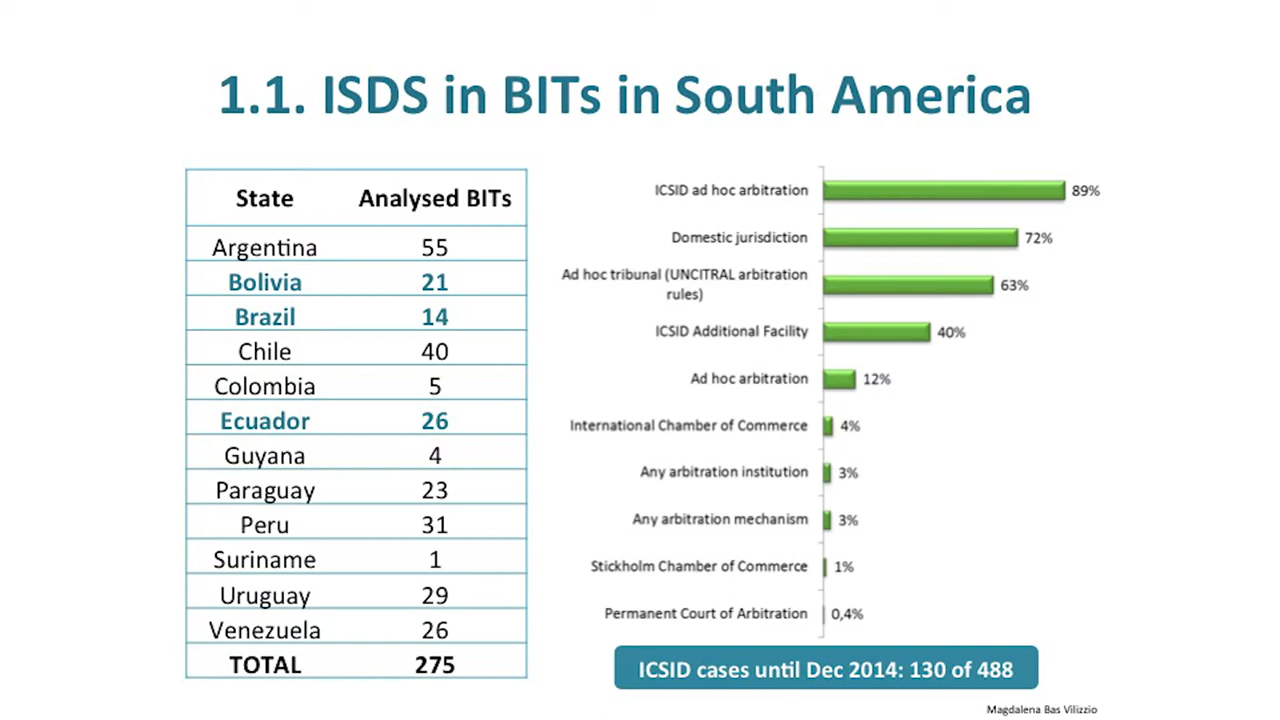 1.1. ISDS in BITs in South America
State Analysed BITs
Argentina 55
Bolivia 21
Brazil 14
Chile 40
Colombia 5
Ecuador 26
Guyana 4
Paraguay 23
Peru 31
Suriname 1
Uruguay 29
Venezuela 26
TOTAL 275
ICSID ad hoc arbitration 89%
Domestic jurisdiction 72%
Ad hoc tribunal (UNCITRAL arbitration
rules) 63%
ICSID Additional Facility 40%
Ad hoc arbitration 12%
International Chamber of Commerce 4%
Any arbitration institution 3%
Any arbitration mechanism 3%
Stickholm Chamber of Commerce 1%
Permanent Court of Arbitration 0,4%
ICSID cases until Dec 2014: 130 of 488
Magdalena Bas Vilizzio